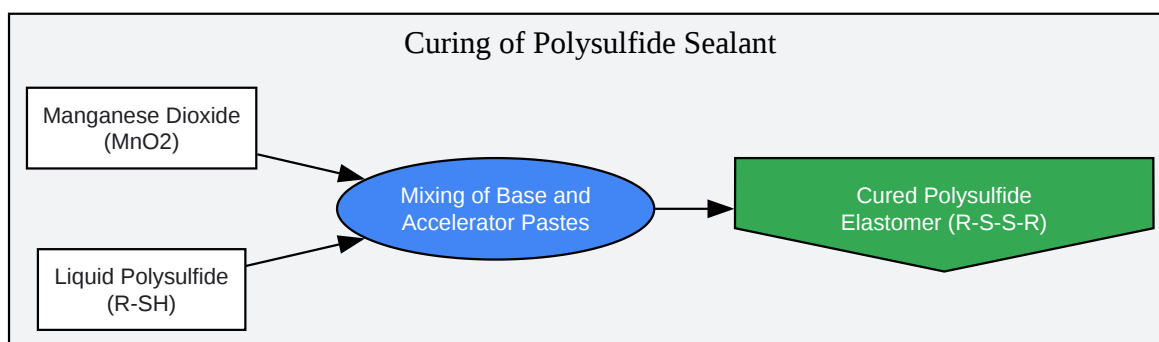 Curing of Polysulfide Sealant
Manganese Dioxide
(MnO2)
Mixing of Base and
Accelerator Pastes
Cured Polysulfide
Elastomer (R-S-S-R)
Liquid Polysulfide
(R-SH)